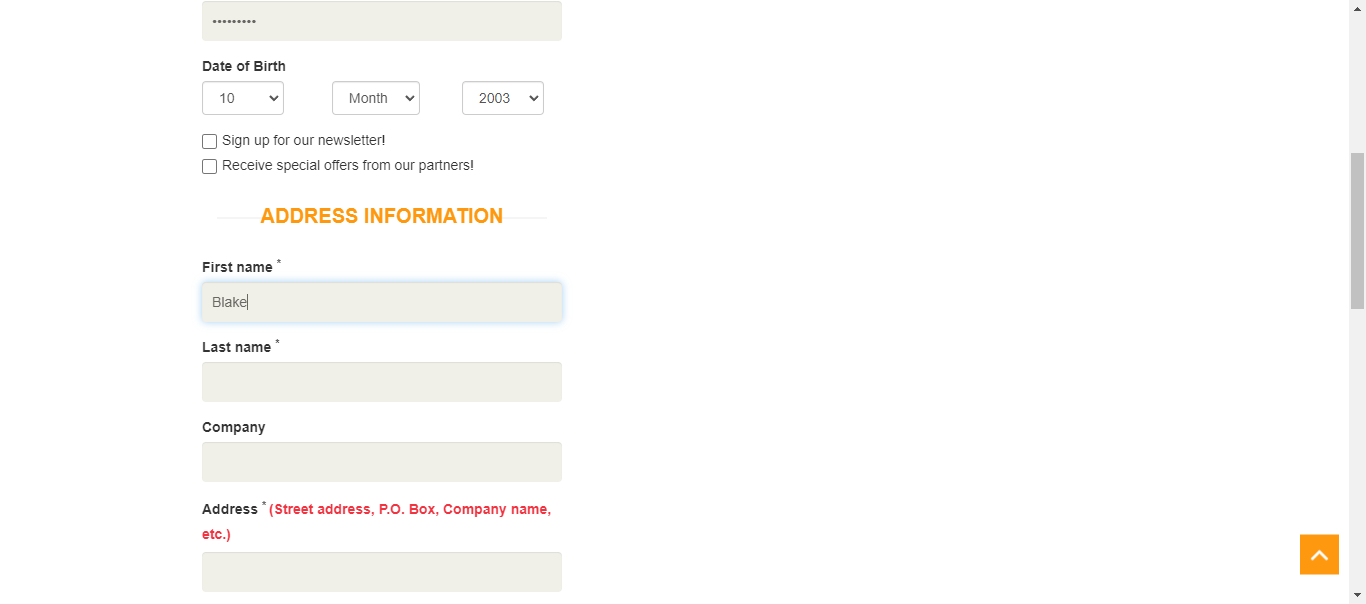 •••••••••
Date of Birth
10 Month 2003
Sign up for our newsletter!
Receive special offers from our partners!
ADDRESS INFORMATION
First name *
Blake
Last name *
Company
Address * (Street address, P.O. Box, Company name,
etc.)